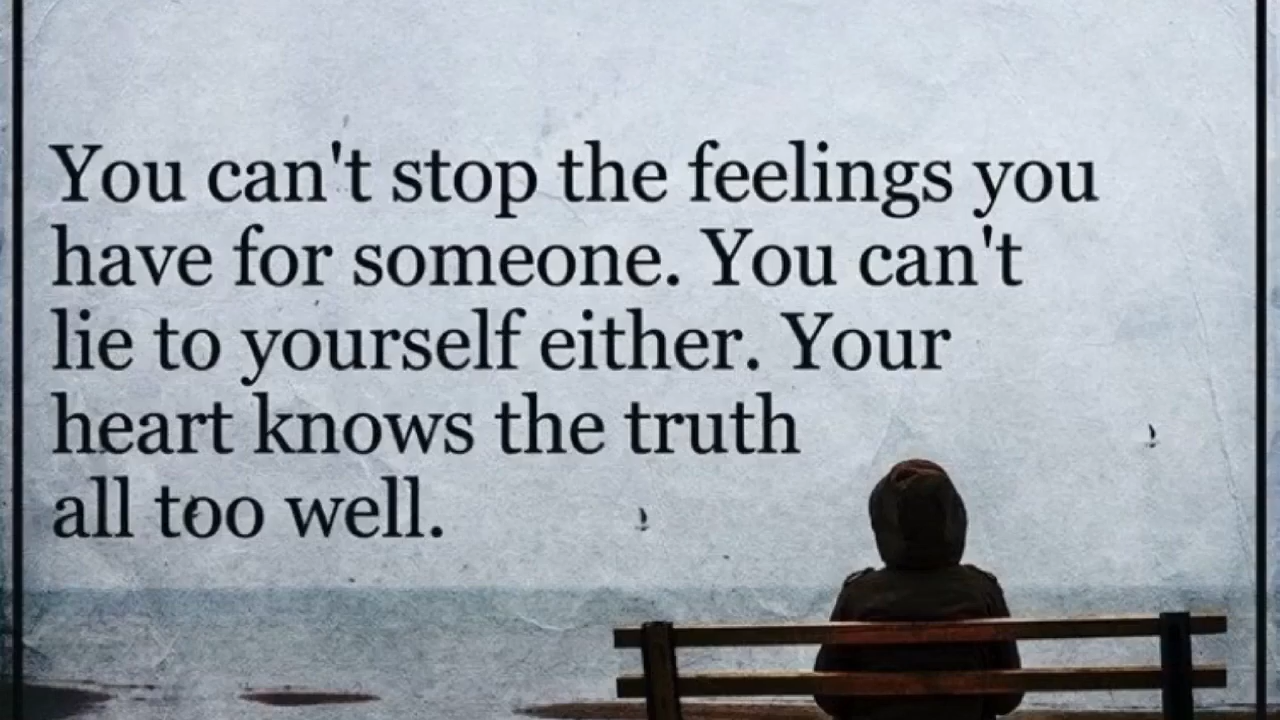 You can't stop the feelings you
have for someone. You can't
lie to yourself either. Your
heart knows the truth
all too well.